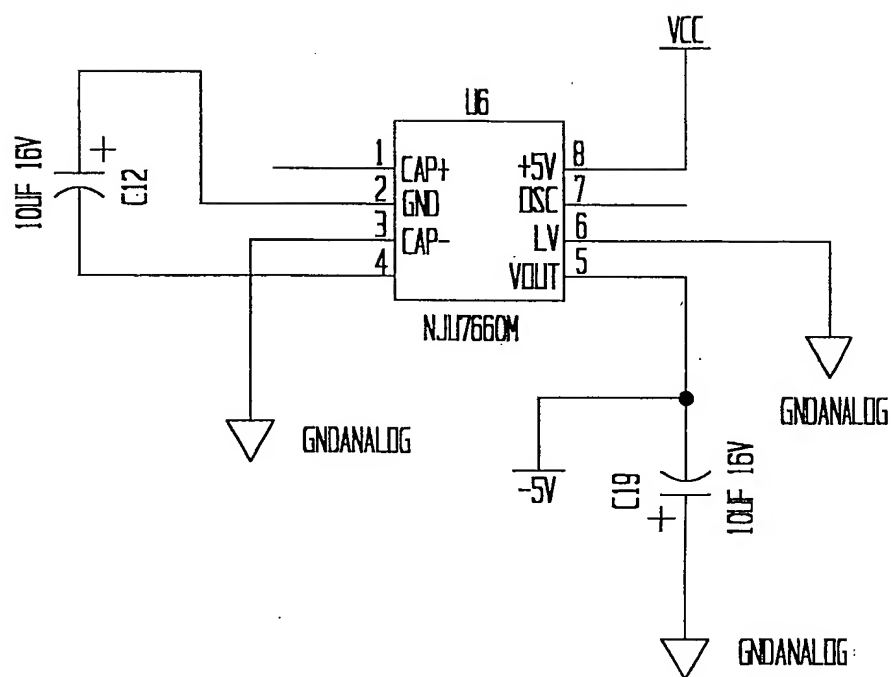 VCC
U6
10UF 16V
+
C12
1
CAP+
+5V
8
2
GND
OSC
7
3
CAP-
LV
6
4
VOUT
5
NJU7660M
GNDANALOG
GNDANALOG
-5V
C19
+
10UF 16V
GNDANALOG